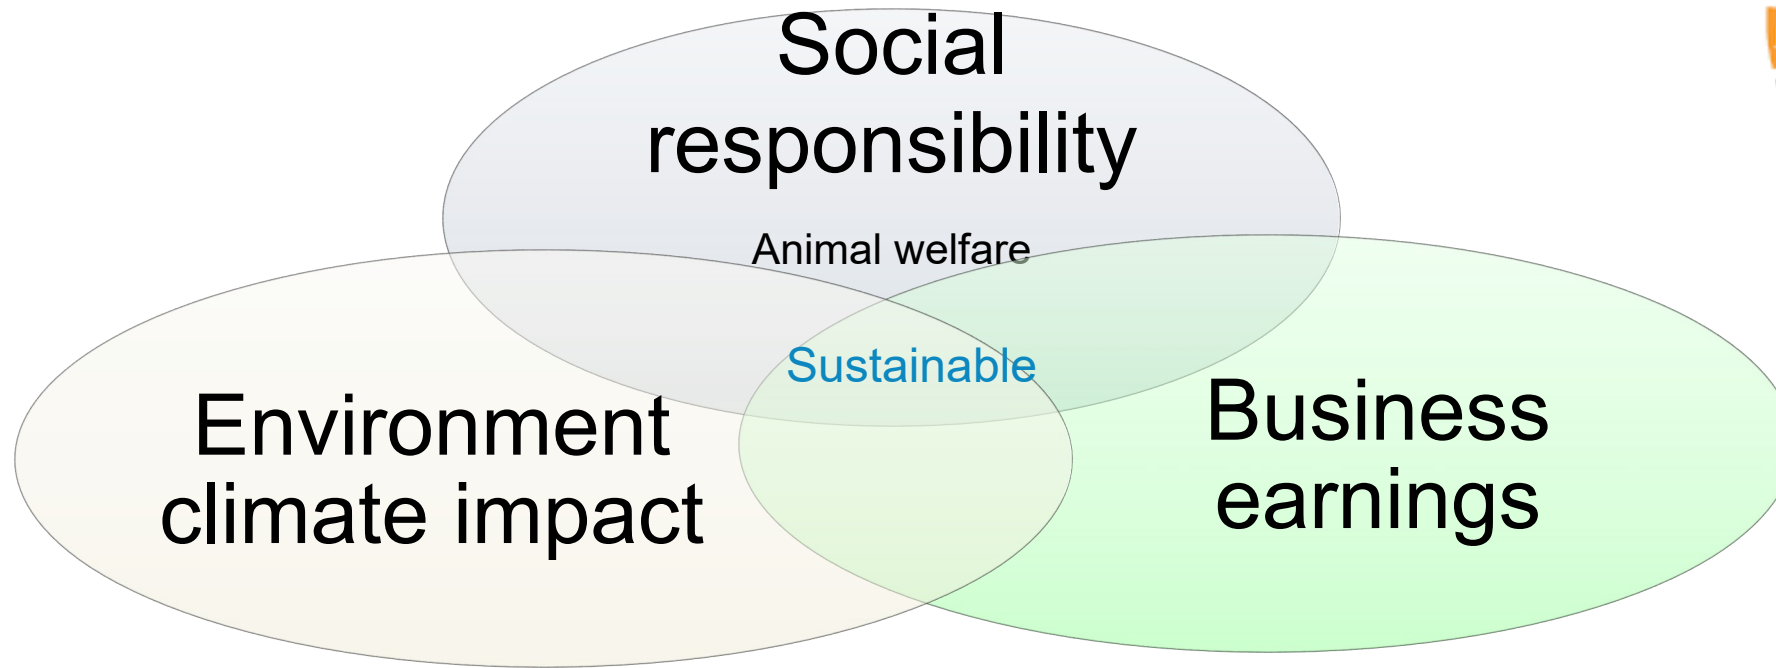 Social
responsibility
Animal welfare
Sustainable
Environment
climate impact
Business
earnings